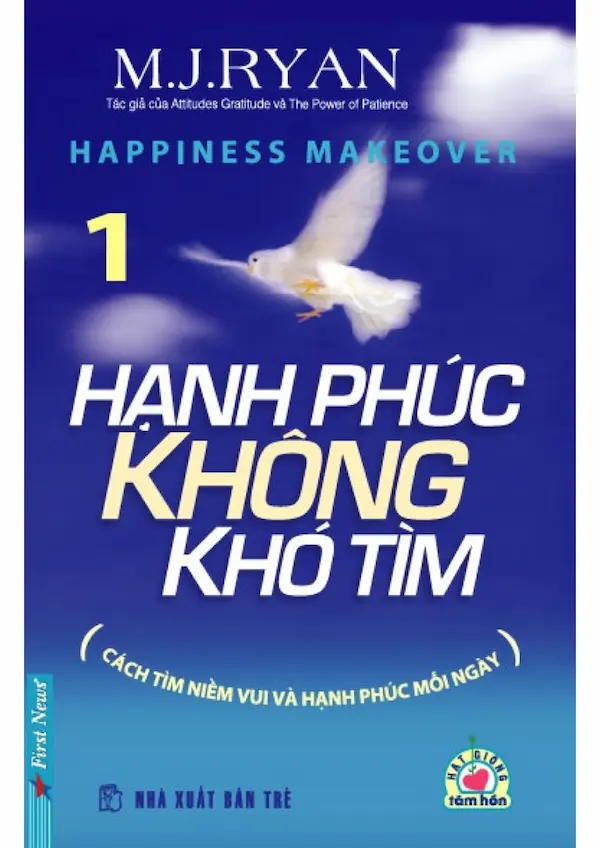 M.J.RYAN
Tác giả của Attitudes Gratitude và The Power of Patience
HAPPINESS MAKEOVER
1
HẠNH PHÚC
KHÔNG
KHÓ TÌM
(CÁCH TÌM NIỀM VUI VÀ HẠNH PHÚC MỖI NGÀY)
First News
NHÀ XUẤT BẢN TRẺ
HẠT GIỐNG
tâm hồn